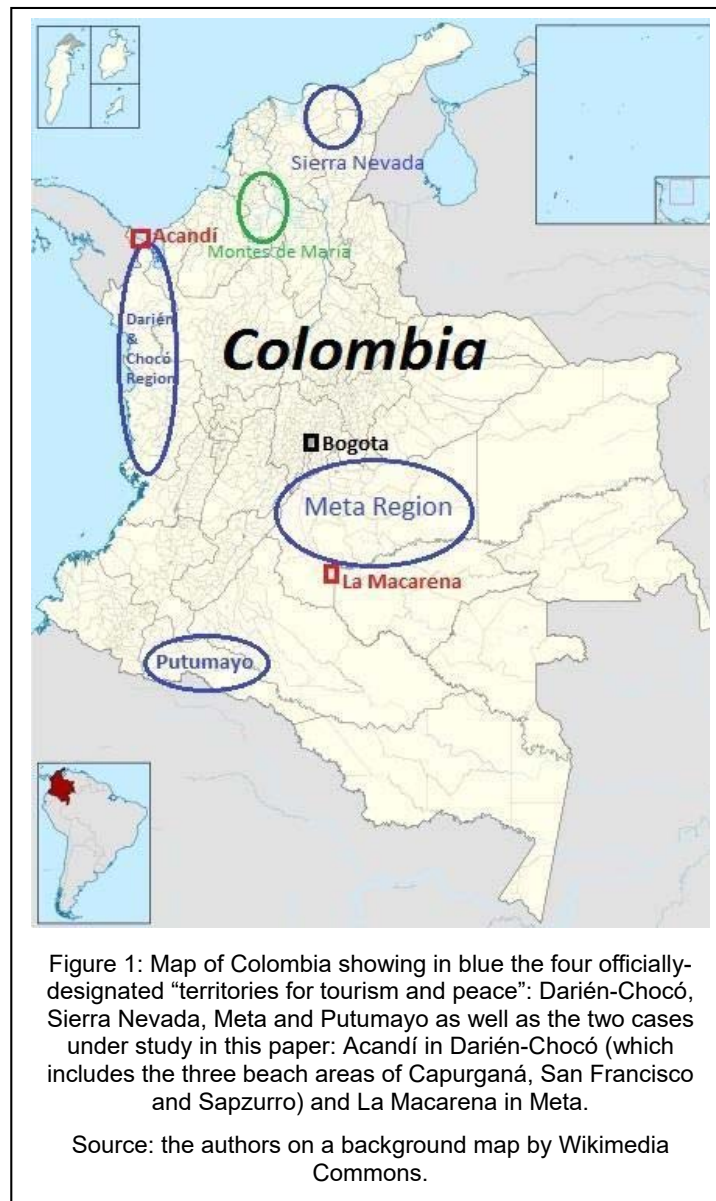 Sierra Nevada
Acandí
Montes de Maria
Darién
&
Chocó
Region
Colombia
Bogota
Meta Region
La Macarena
Putumayo
Figure 1: Map of Colombia showing in blue the four officially-
designated “territories for tourism and peace”: Darién-Chocó,
Sierra Nevada, Meta and Putumayo as well as the two cases
under study in this paper: Acandí in Darién-Chocó (which
includes the three beach areas of Capurganá, San Francisco
and Sapzurro) and La Macarena in Meta.
Source: the authors on a background map by Wikimedia
Commons.